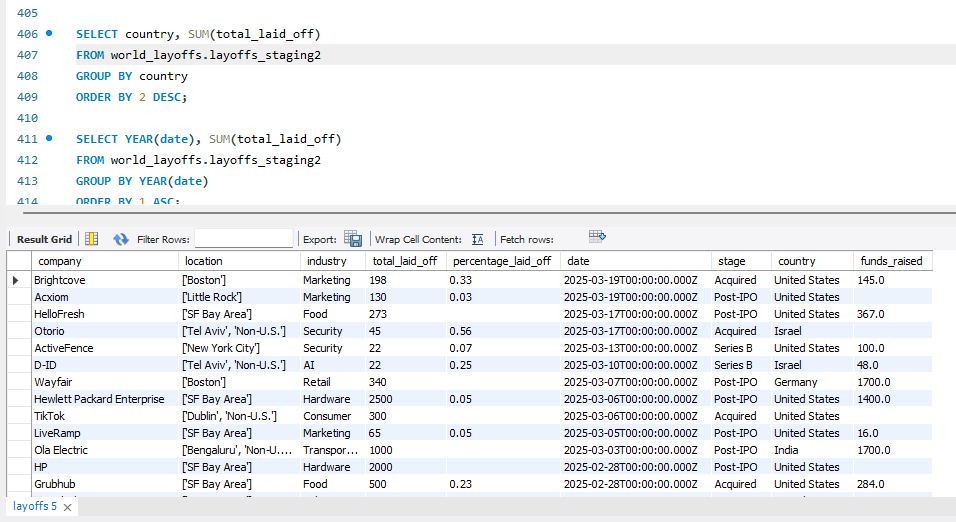 405
406 SELECT country, SUM(total_laid_off)
407 FROM world_layoffs.layoffs_staging2
408 GROUP BY country
409 ORDER BY 2 DESC;
410
411 SELECT YEAR(date), SUM(total_laid_off)
412 FROM world_layoffs.layoffs_staging2
413 GROUP BY YEAR(date)
414 ORDER BY 1 ASC;
Result Grid Filter Rows: Export: Wrap Cell Content: IA Fetch rows:
company location industry total_laid_off percentage_laid_off date stage country funds_raised
Brightcove ['Boston'] Marketing 198 0.33 2025-03-19T00:00:00.000Z Acquired United States 145.0
Acxiom ['Little Rock'] Marketing 130 0.03 2025-03-19T00:00:00.000Z Post-IPO United States
HelloFresh ['SF Bay Area'] Food 273 2025-03-17T00:00:00.000Z Post-IPO United States 367.0
Otorio ['Tel Aviv', 'Non-U.S.'] Security 45 0.56 2025-03-17T00:00:00.000Z Acquired Israel
ActiveFence ['New York City'] Security 22 0.07 2025-03-13T00:00:00.000Z Series B United States 100.0
D-ID ['Tel Aviv', 'Non-U.S.'] AI 22 0.25 2025-03-10T00:00:00.000Z Series B Israel 48.0
Wayfair ['Boston'] Retail 340 2025-03-07T00:00:00.000Z Post-IPO Germany 1700.0
Hewlett Packard Enterprise ['SF Bay Area'] Hardware 2500 0.05 2025-03-06T00:00:00.000Z Post-IPO United States 1400.0
TikTok ['Dublin', 'Non-U.S.'] Consumer 300 2025-03-06T00:00:00.000Z Acquired United States
LiveRamp ['SF Bay Area'] Marketing 65 0.05 2025-03-05T00:00:00.000Z Post-IPO United States 16.0
Ola Electric ['Bengaluru', 'Non-U.... Transpor... 1000 2025-03-03T00:00:00.000Z Post-IPO India 1700.0
HP ['SF Bay Area'] Hardware 2000 2025-02-28T00:00:00.000Z Post-IPO United States
Grubhub ['SF Bay Area'] Food 500 0.23 2025-02-28T00:00:00.000Z Acquired United States 284.0
layoffs 5